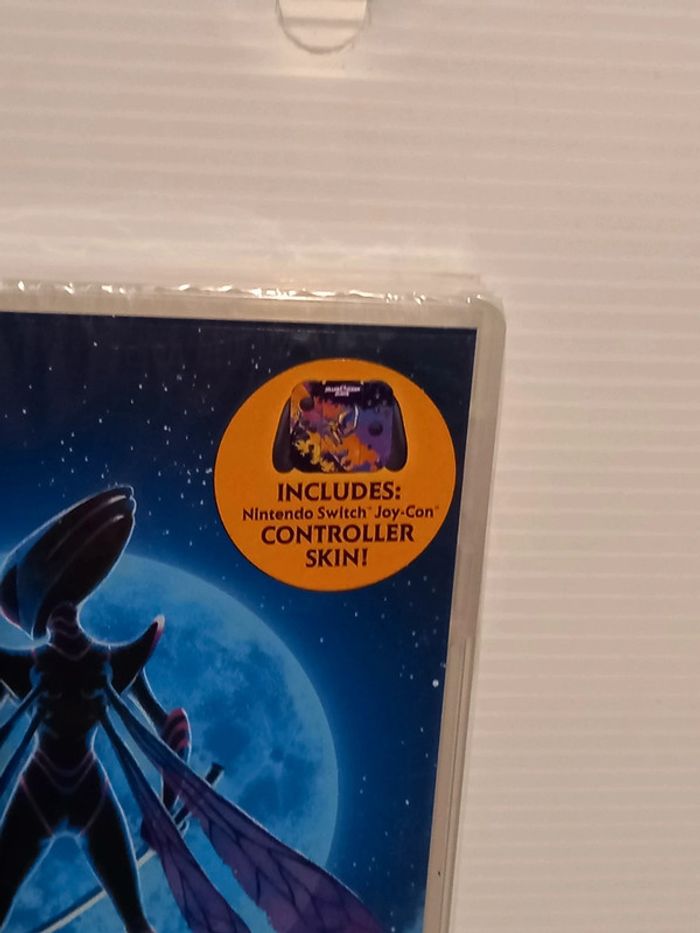 INCLUDES:
Nintendo Switch™ Joy-Con™
CONTROLLER
SKIN!